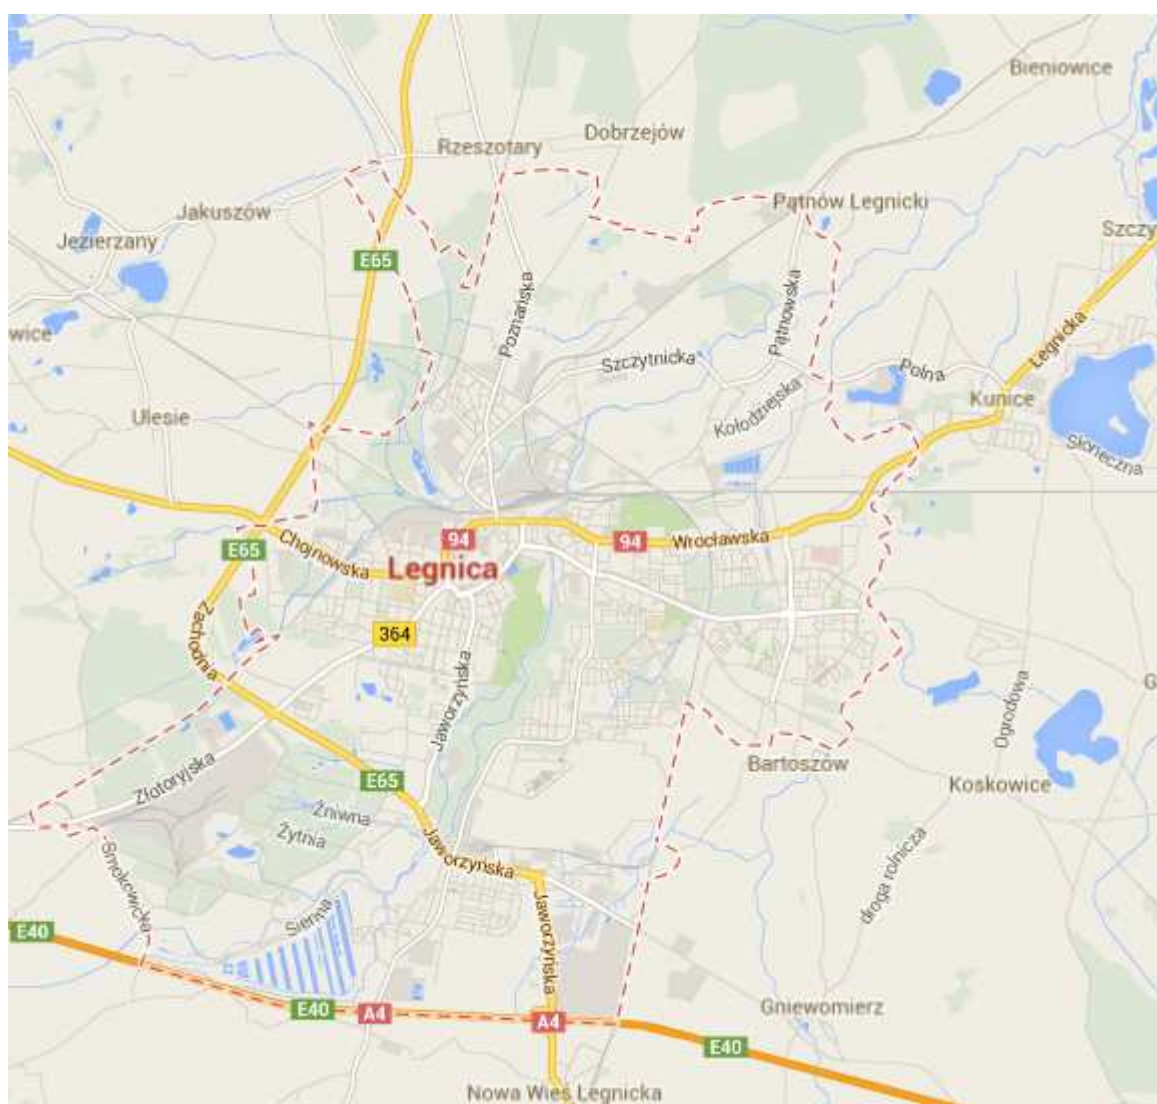 Bieniowice
Dobrzejów
Rzeszotary
Pątnów Legnicki
Jakuszów
Szczy
Jezierzany
E65
Poznańska
Pątnowska
wice
Legnicka
Szczytnicka
Polna
Kunice
Ulesie
Kołodziejska
Słoneczna
94
94
Wrocławska
E65
Chojnowska
Legnica
Zachodnia
364
Jaworzyńska
G
Ogrodowa
Bartoszów
Złotoryjska
E65
Koskowice
Żniwna
Żytnia
Jaworzyńska
droga rolnicza
Smokowicka
Sienna
E40
Jaworzyńska
E40
A4
A4
Gniewomierz
E40
Nowa Wieś Legnicka